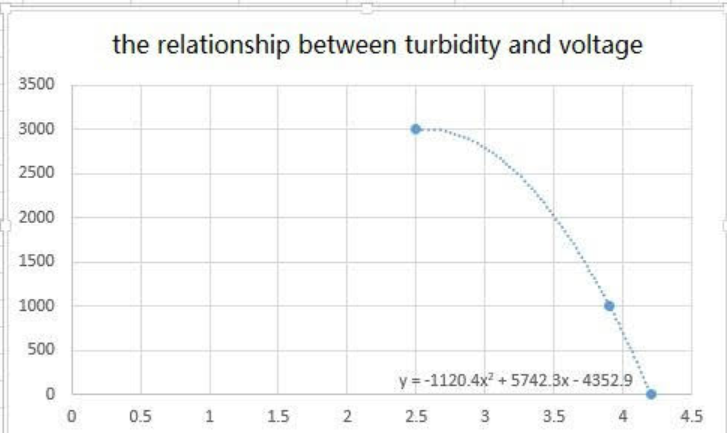 the relationship between turbidity and voltage
3500
3000
2500
2000
1500
1000
500
0
y = -1120.4x² + 5742.3x - 4352.9
0 0.5 1 1.5 2 2.5 3 3.5 4 4.5